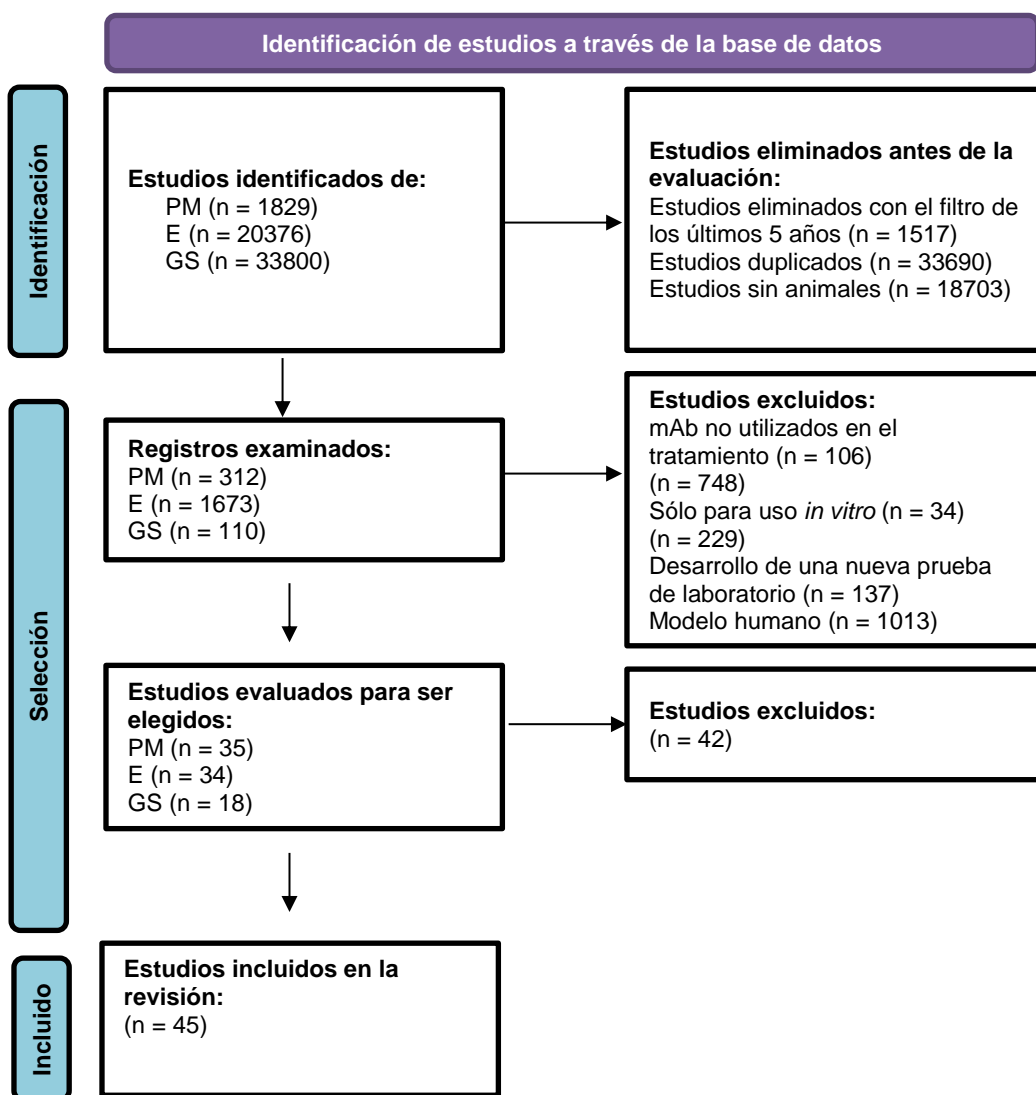 Identificación de estudios a través de la base de datos
Identificación
Estudios identificados de:
PM (n = 1829)
E (n = 20376)
GS (n = 33800)
Estudios eliminados antes de la
evaluación:
Estudios eliminados con el filtro de
los últimos 5 años (n = 1517)
Estudios duplicados (n = 33690)
Estudios sin animales (n = 18703)
Selección
Registros examinados:
PM (n = 312)
E (n = 1673)
GS (n = 110)
Estudios excluidos:
mAb no utilizados en el
tratamiento (n = 106)
(n = 748)
Sólo para uso in vitro (n = 34)
(n = 229)
Desarrollo de una nueva prueba
de laboratorio (n = 137)
Modelo humano (n = 1013)
Estudios evaluados para ser
elegidos:
PM (n = 35)
E (n = 34)
GS (n = 18)
Estudios excluidos:
(n = 42)
Incluido
Estudios incluidos en la
revisión:
(n = 45)